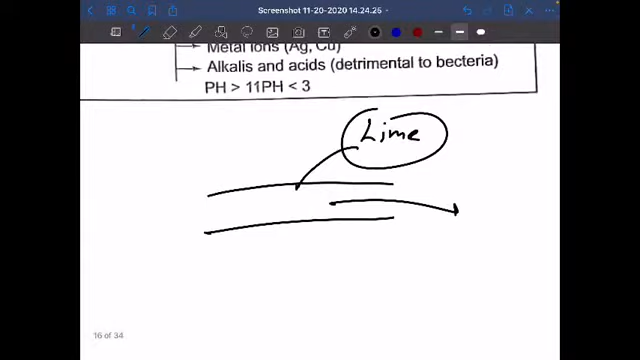 Screenshot 11-20-2020 14.24.26
Metal ions (Ag, Cu)
Alkalis and acids (detrimental to becteria)
PH > 11PH < 3
Lime
16 of 34